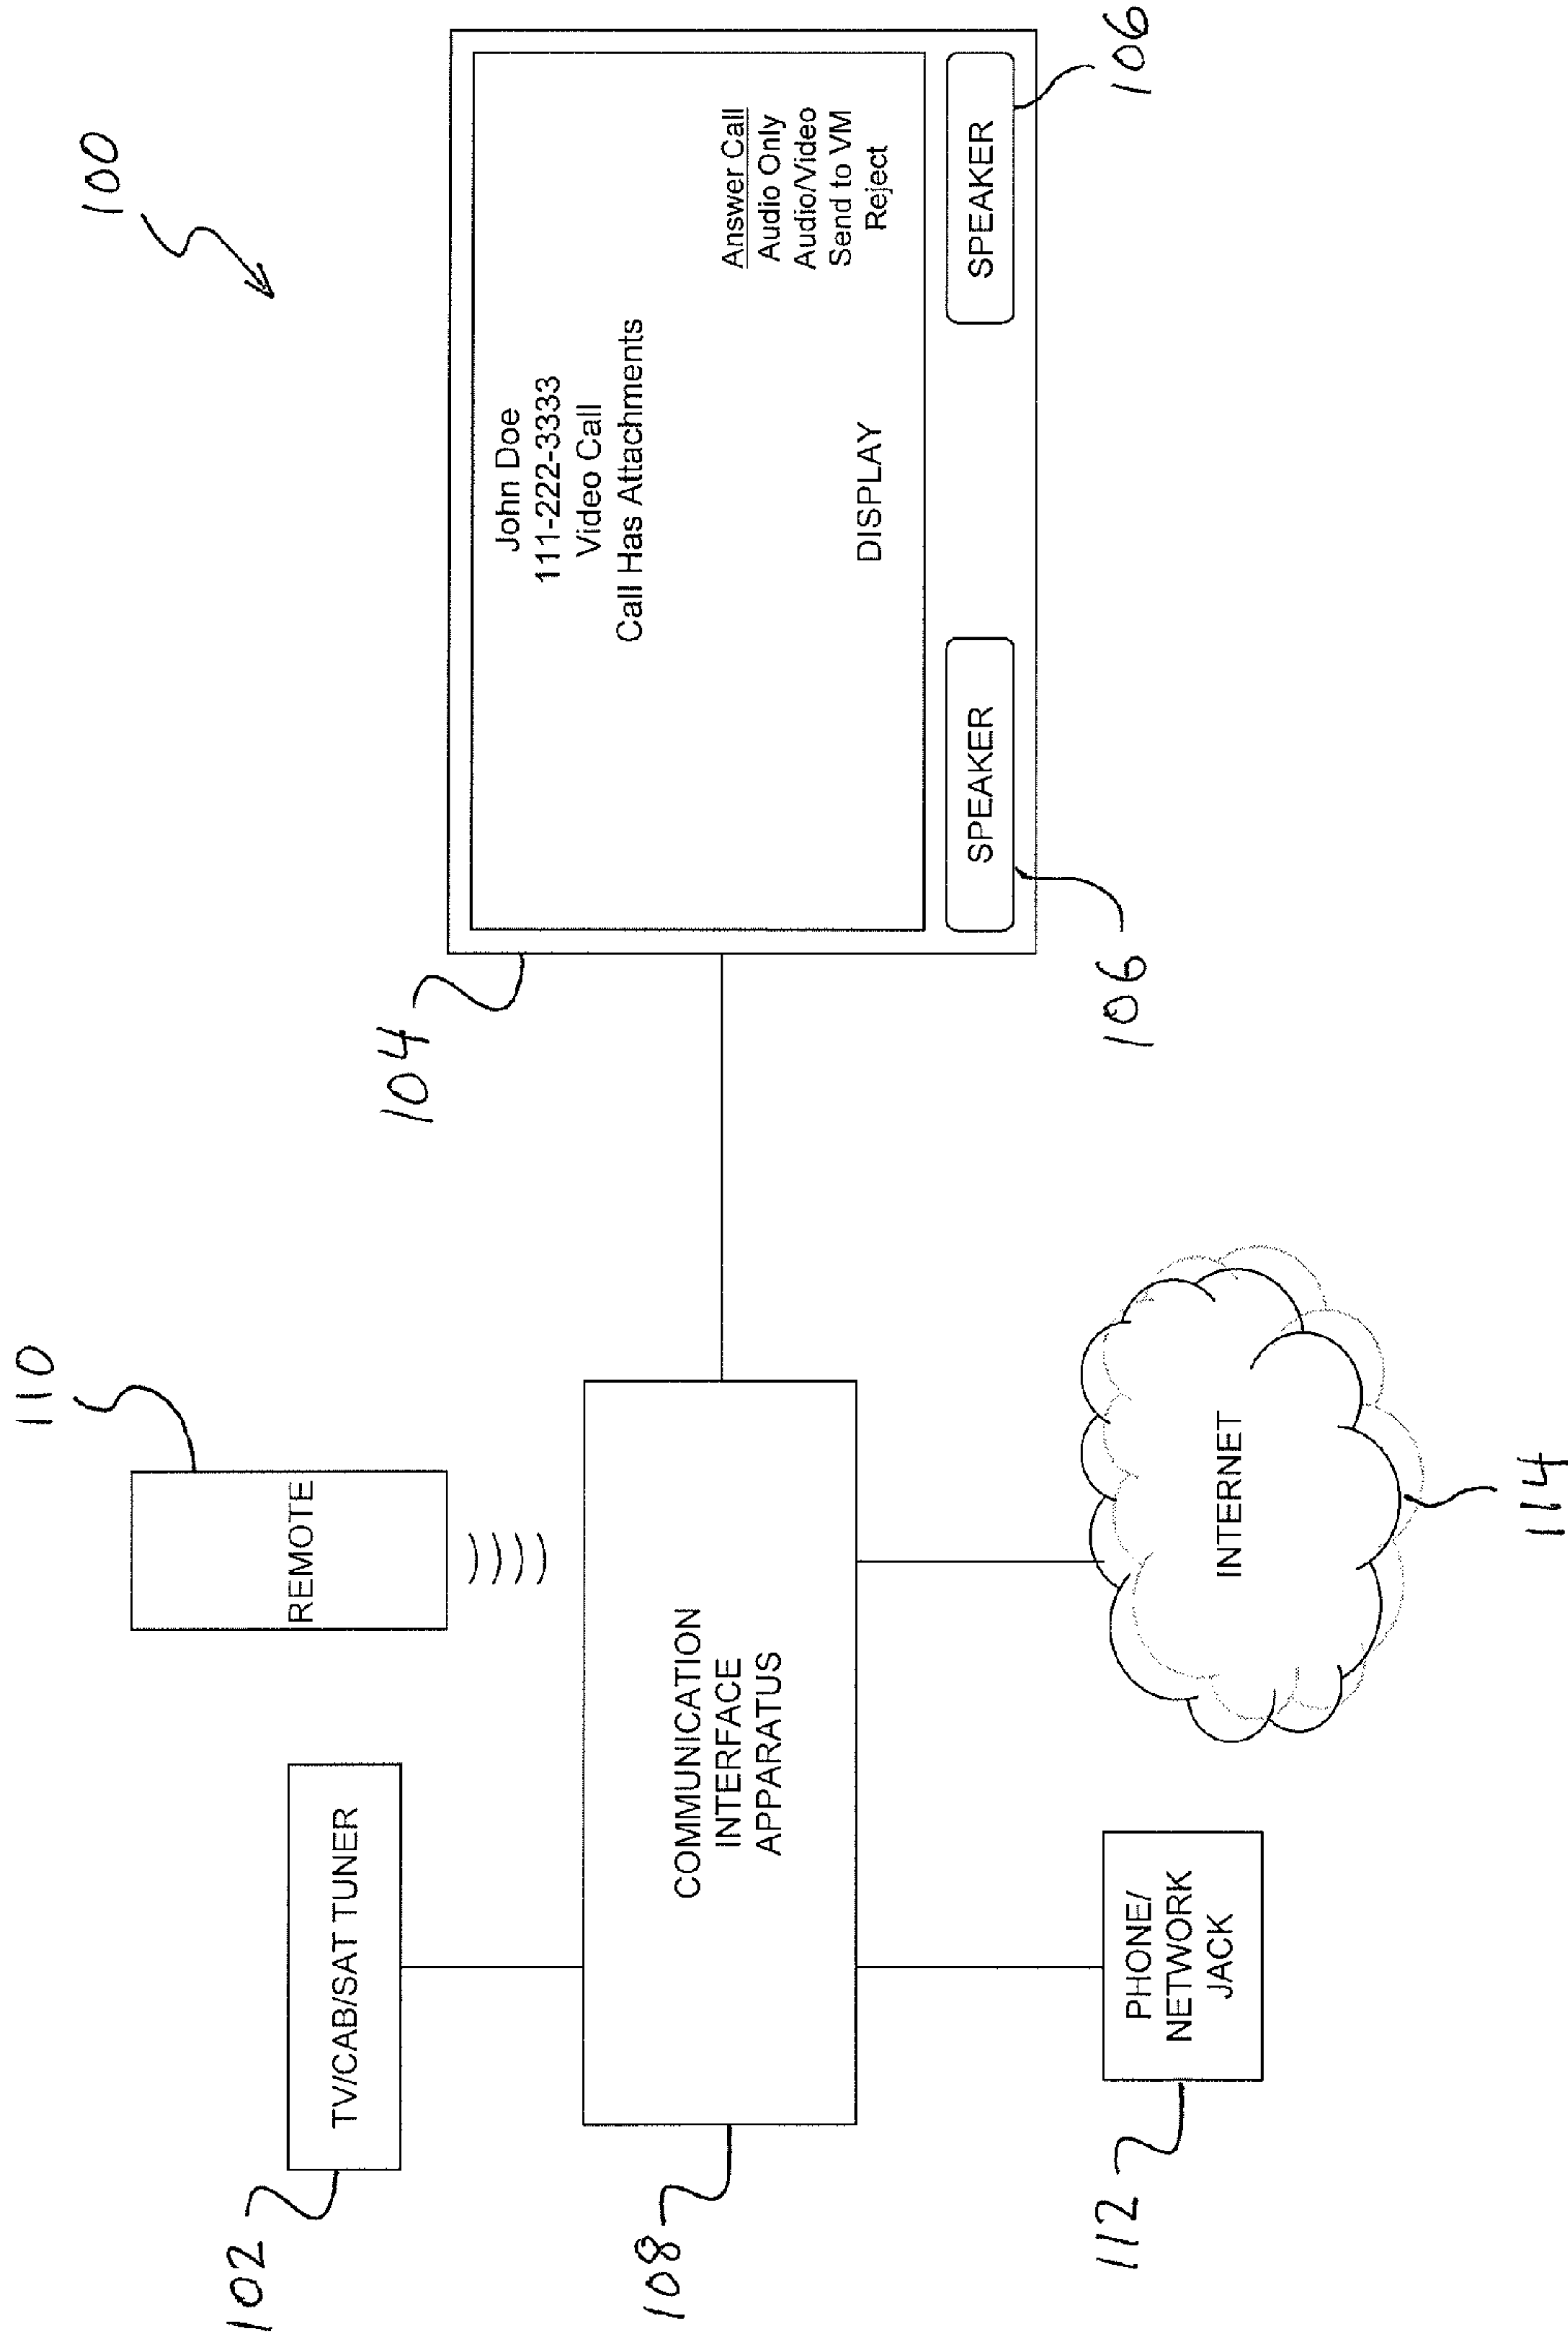 100
110
REMOTE
102
TV/CAB/SAT TUNER
104
John Doe
111-222-3333
Video Call
Call Has Attachments
Answer Call
Audio Only
Audio/Video
Send to VM
Reject
DISPLAY
SPEAKER
SPEAKER
106
106
108
COMMUNICATION
INTERFACE
APPARATUS
112
PHONE/
NETWORK
JACK
INTERNET
114